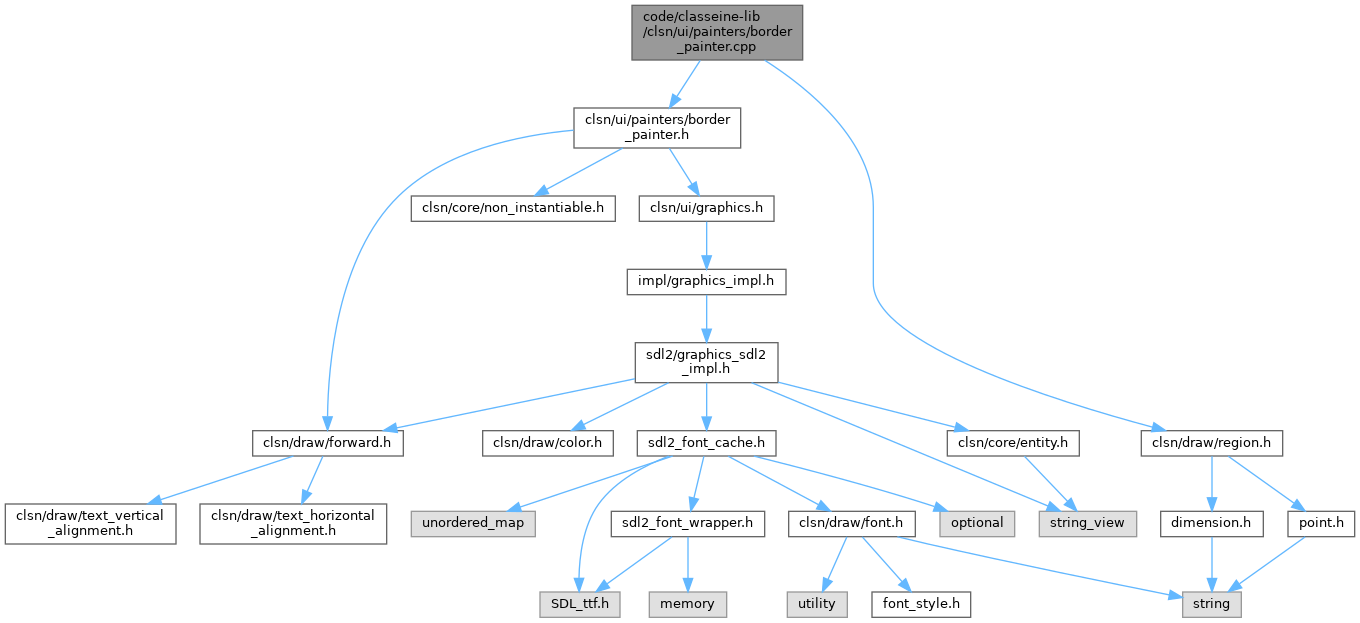 code/classeine-lib
/clsn/ui/painters/border
_painter.cpp
clsn/ui/painters/border
_painter.h
clsn/core/non_instantiable.h
clsn/ui/graphics.h
impl/graphics_impl.h
sdl2/graphics_sdl2
_impl.h
clsn/draw/forward.h
clsn/draw/color.h
sdl2_font_cache.h
clsn/core/entity.h
clsn/draw/region.h
clsn/draw/text_vertical
_alignment.h
clsn/draw/text_horizontal
_alignment.h
unordered_map
sdl2_font_wrapper.h
clsn/draw/font.h
optional
string_view
dimension.h
point.h
SDL_ttf.h
memory
utility
font_style.h
string